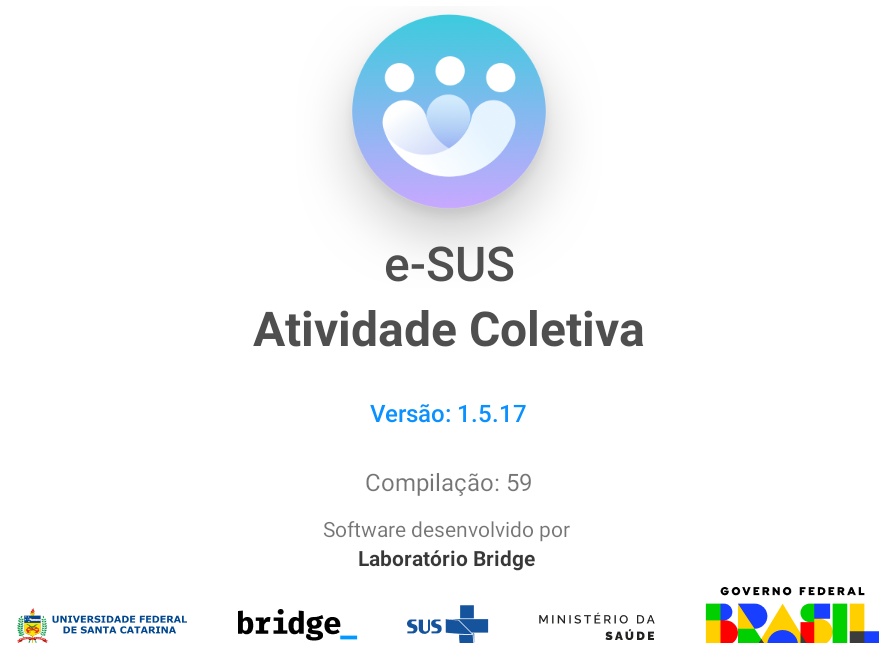 e-SUS
Atividade Coletiva
Versão: 1.5.17
Compilação: 59
Software desenvolvido por
Laboratório Bridge
UNIVERSIDADE FEDERAL
DE SANTA CATARINA
bridge_
SUS
MINISTÉRIO DA
SAÚDE
GOVERNO FEDERAL
BRASIL